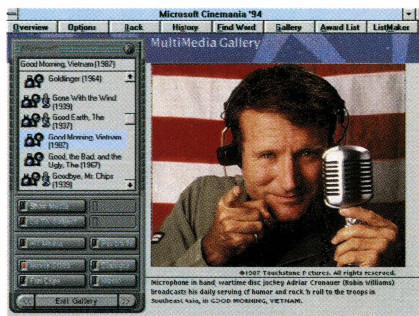 Microsoft Cinemania '94
Overview Options Back History Find Word Gallery Award List ListMaker
MultiMedia Gallery
Good Morning, Vietnam (1987)
Goldfinger (1964)
Gone With the Wind
(1939)
Good Earth, The
(1937)
Good Morning, Vietnam
(1987)
Good, the Bad, and the
Ugly, The (1967)
Goodbye, Mr. Chips
(1939)
Exit Gallery
©1987 Touchstone Pictures. All rights reserved.
Microphone in hand, wartime disc jockey Adrian Cronauer (Robin Williams)
broadcasts his daily serving of humor and rock 'n roll to the troops in
Southeast Asia, in GOOD MORNING, VIETNAM.